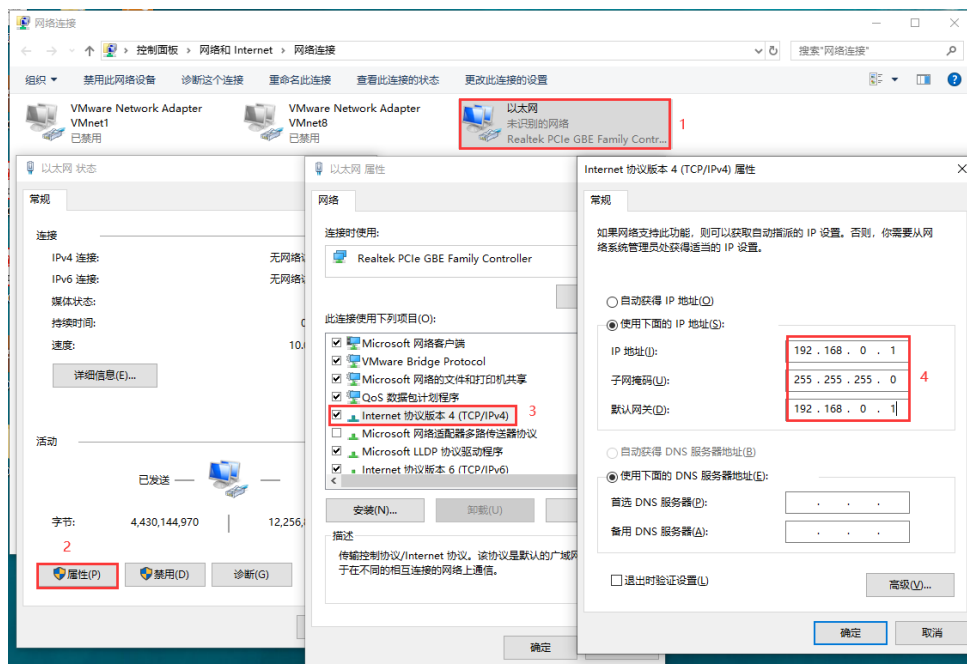 网络连接
控制面板 > 网络和 Internet > 网络连接
搜索"网络连接"
组织 禁用此网络设备 诊断这个连接 重命名此连接 查看此连接的状态 更改此连接的设置
VMware Network Adapter
VMnet1
已禁用
VMware Network Adapter
VMnet8
已禁用
以太网
未识别的网络
Realtek PCIe GBE Family Contr...
1
以太网 状态
常规
连接
IPv4 连接:
无网络
IPv6 连接:
无网络
媒体状态:
持续时间:
速度:
10.
详细信息(E)...
活动
已发送
字节:
4,430,144,970
12,256,
2
属性(P)
禁用(D)
诊断(G)
以太网 属性
网络
连接时使用:
Realtek PCIe GBE Family Controller
此连接使用下列项目(O):
Microsoft 网络客户端
VMware Bridge Protocol
Microsoft 网络的文件和打印机共享
QoS 数据包计划程序
Internet 协议版本 4 (TCP/IPv4)
3
Microsoft 网络适配器多路传送器协议
Microsoft LLDP 协议驱动程序
Internet 协议版本 6 (TCP/IPv6)
安装(N)...
卸载(U)
描述
传输控制协议/Internet 协议。该协议是默认的广域网
于在不同的相互连接的网络上通信。
确定
Internet 协议版本 4 (TCP/IPv4) 属性
常规
如果网络支持此功能，则可以获取自动指派的 IP 设置。否则，你需要从网
络系统管理员处获得适当的 IP 设置。
自动获得 IP 地址(O)
使用下面的 IP 地址(S):
IP 地址(I):
192 . 168 . 0 . 1
子网掩码(U):
255 . 255 . 255 . 0
默认网关(D):
192 . 168 . 0 . 1
4
自动获得 DNS 服务器地址(B)
使用下面的 DNS 服务器地址(E):
首选 DNS 服务器(P):
. . .
备用 DNS 服务器(A):
. . .
退出时验证设置(L)
高级(V)...
确定
取消